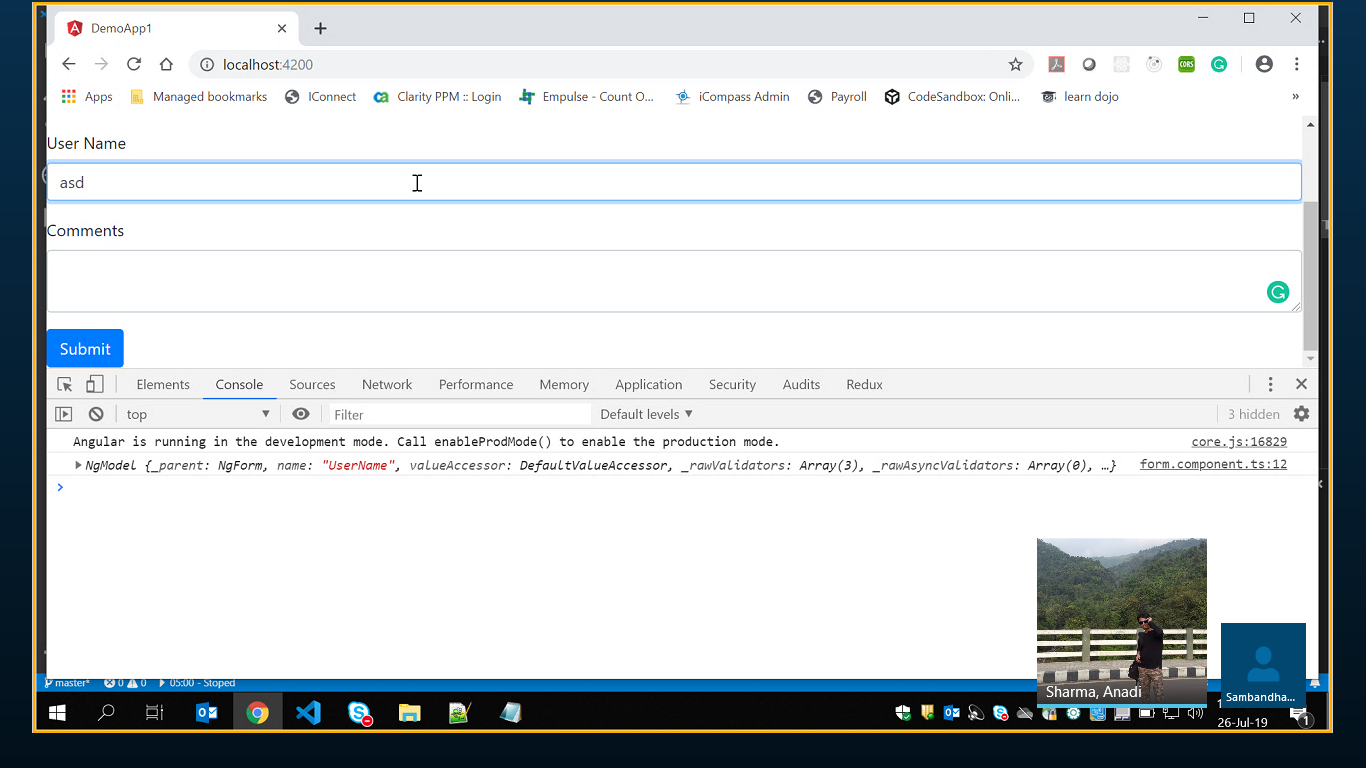 DemoApp1
localhost:4200
CORS
Apps
Managed bookmarks
IConnect
ca
Clarity PPM :: Login
Empulse - Count O...
iCompass Admin
Payroll
CodeSandbox: Onli...
learn dojo
»
User Name
asd
Comments
Submit
Elements
Console
Sources
Network
Performance
Memory
Application
Security
Audits
Redux
top
Filter
Default levels ▼
3 hidden
Angular is running in the development mode. Call enableProdMode() to enable the production mode.
core.js:16829
NgModel {_parent: NgForm, name: "UserName", valueAccessor: DefaultValueAccessor, _rawValidators: Array(3), _rawAsyncValidators: Array(0), …}
form.component.ts:12
Sharma, Anadi
Sambandha...
master*
0
0
05:00 - Stoped
26-Jul-19
1